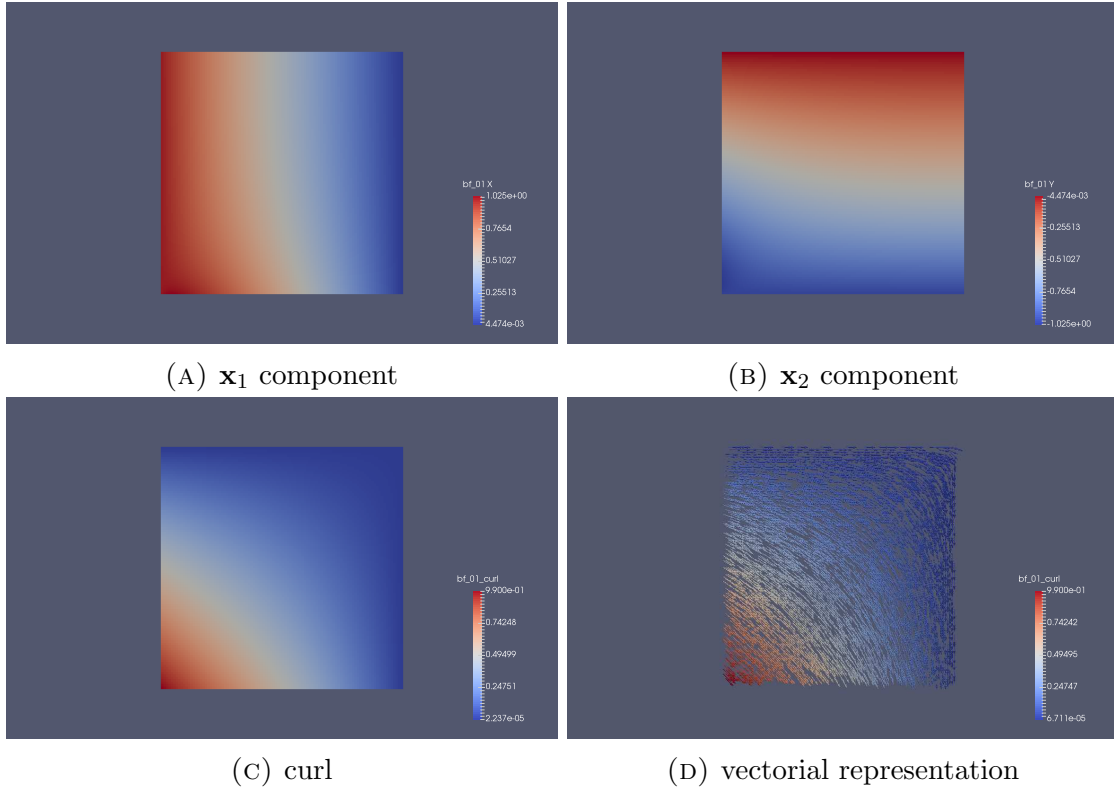 bf_01 X
1.025e+00
0.7654
0.51027
0.25513
4.474e-03
(A) x₁ component
bf_01 Y
-4.474e-03
-0.25513
-0.51027
-0.7654
-1.025e+00
(B) x₂ component
bf_01_curl
9.900e-01
0.74248
0.49499
0.24751
2.237e-05
(C) curl
bf_01_curl
9.900e-01
0.74242
0.49495
0.24747
6.711e-05
(D) vectorial representation